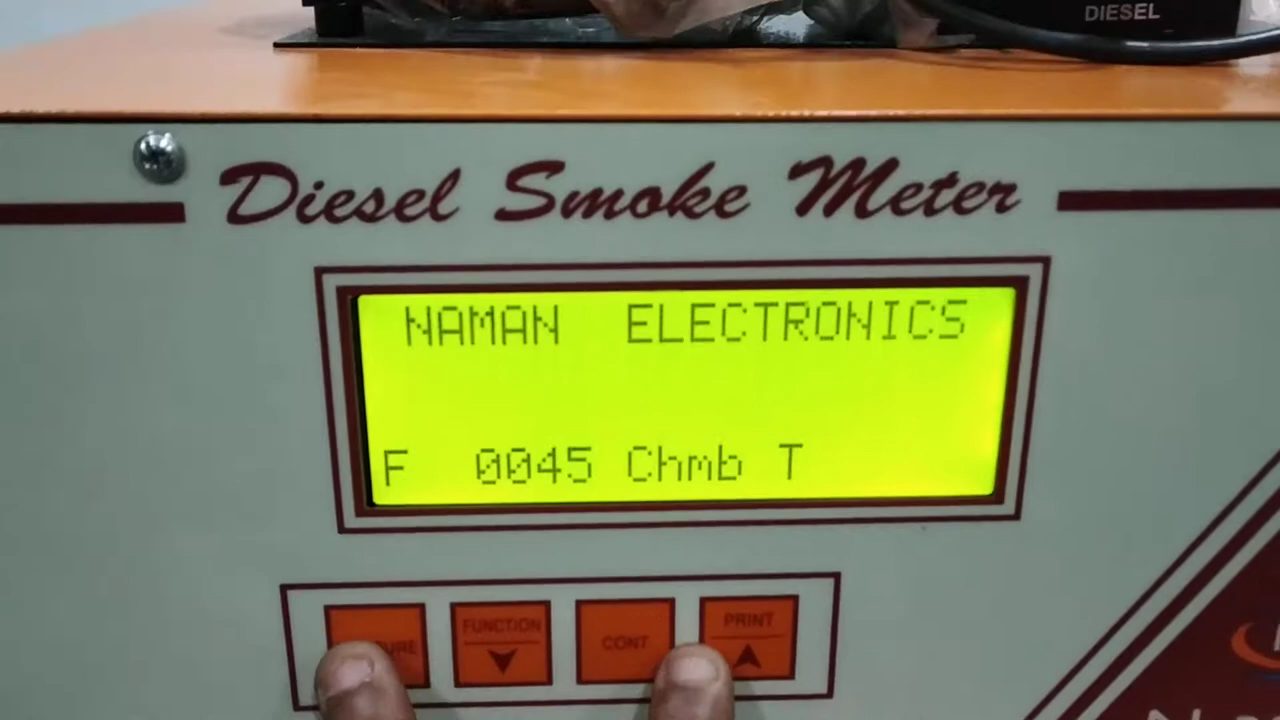 DIESEL
Diesel Smoke Meter
NAMAN ELECTRONICS
F 0045 Chmb T
FUNCTION
CONT
PRINT